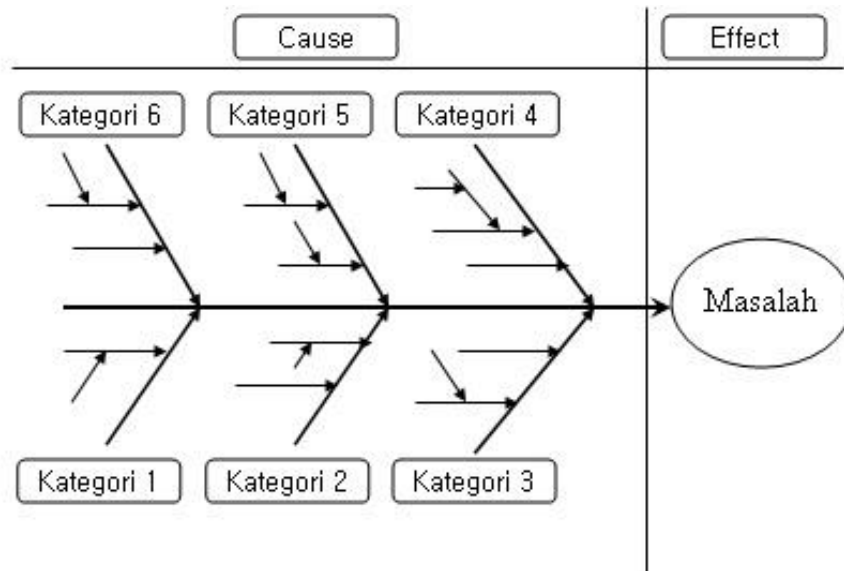 Cause
Effect
Kategori 6
Kategori 5
Kategori 4
Masalah
Kategori 1
Kategori 2
Kategori 3